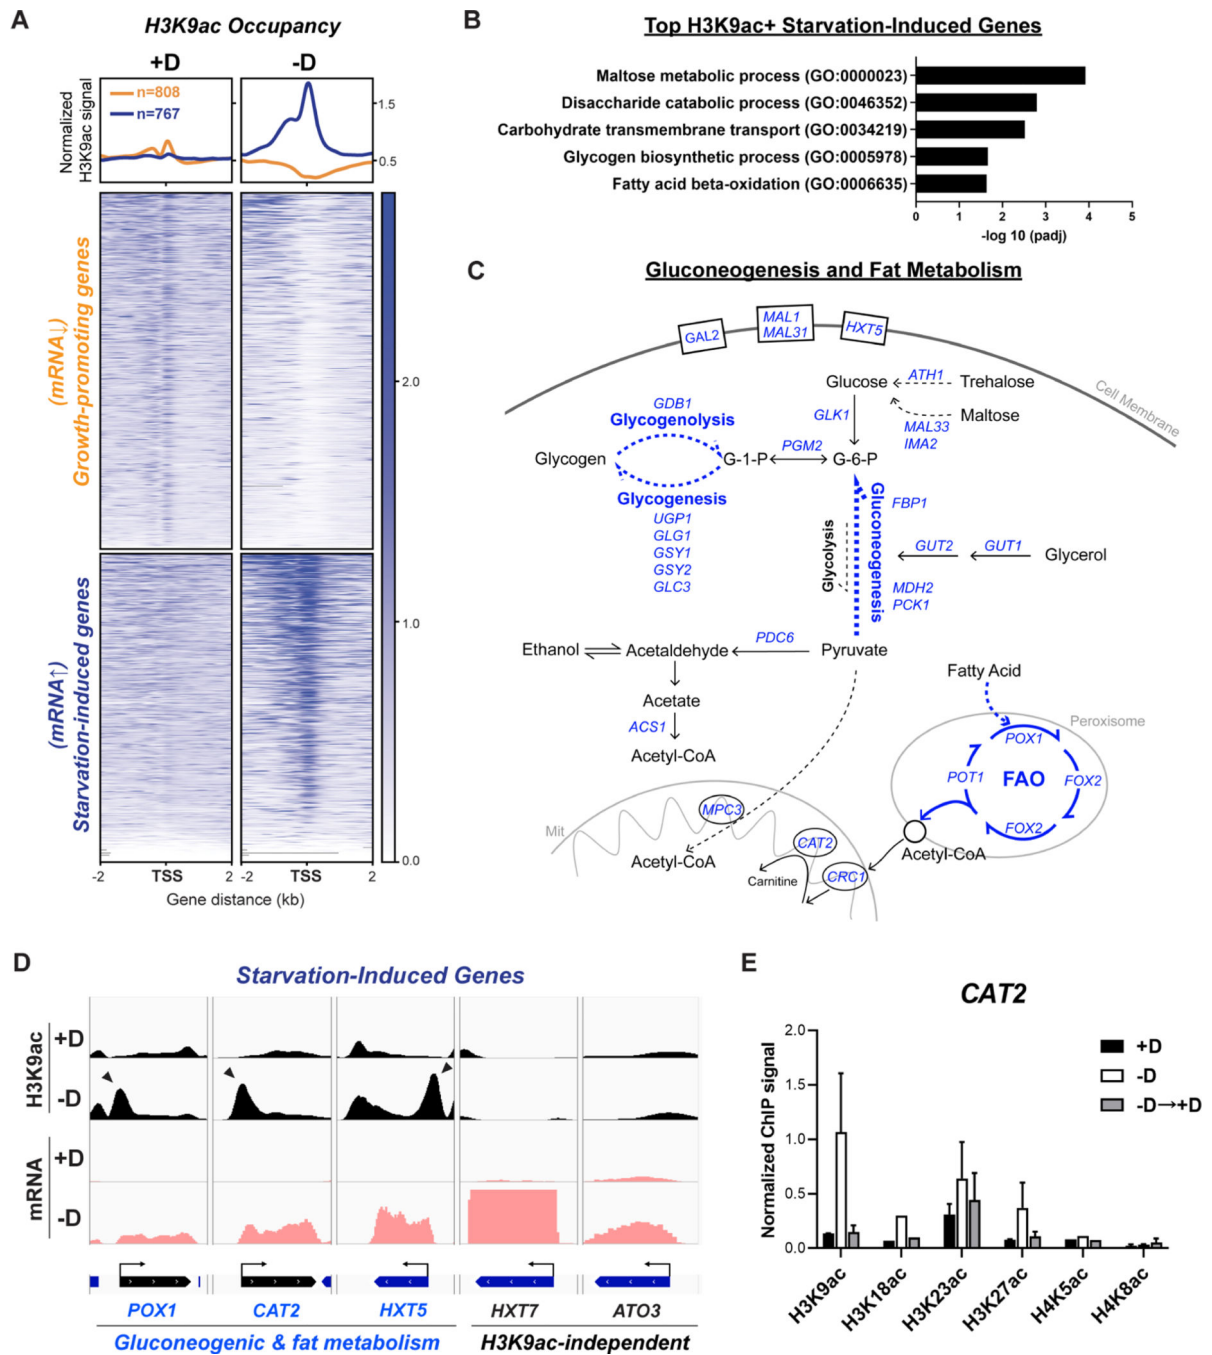 A
H3K9ac Occupancy
+D
-D
Normalized
H3K9ac signal
n=808
n=767
1.5
0.5
(mRNA↓)
Growth-promoting genes
(mRNA↑)
Starvation-induced genes
2.0
1.0
0.0
-2 TSS 2 -2 TSS 2
Gene distance (kb)
B
Top H3K9ac+ Starvation-Induced Genes
Maltose metabolic process (GO:0000023)
Disaccharide catabolic process (GO:0046352)
Carbohydrate transmembrane transport (GO:0034219)
Glycogen biosynthetic process (GO:0005978)
Fatty acid beta-oxidation (GO:0006635)
0 1 2 3 4 5
-log 10 (padj)
C
Gluconeogenesis and Fat Metabolism
GAL2
MAL1
MAL31
HXT5
Cell Membrane
Glucose
ATH1
Trehalose
GLK1
Maltose
MAL33
IMA2
GDB1
Glycogenolysis
Glycogen
G-1-P
PGM2
G-6-P
Glycogenesis
UGP1
GLG1
GSY1
GSY2
GLC3
Glycolysis
Gluconeogenesis
FBP1
GUT2
GUT1
Glycerol
MDH2
PCK1
Ethanol
Acetaldehyde
PDC6
Pyruvate
Acetate
ACS1
Acetyl-CoA
Fatty Acid
Peroxisome
POX1
POT1
FAO
FOX2
FOX2
Acetyl-CoA
Mit
MPC3
Acetyl-CoA
CAT2
Carnitine
CRC1
D
Starvation-Induced Genes
H3K9ac
+D
-D
mRNA
+D
-D
POX1 CAT2 HXT5 HXT7 ATO3
Gluconeogenic & fat metabolism
H3K9ac-independent
E
CAT2
Normalized ChIP signal
2.0
1.5
1.0
0.5
0.0
+D
-D
-D→+D
H3K9ac
H3K18ac
H3K23ac
H3K27ac
H4K5ac
H4K8ac